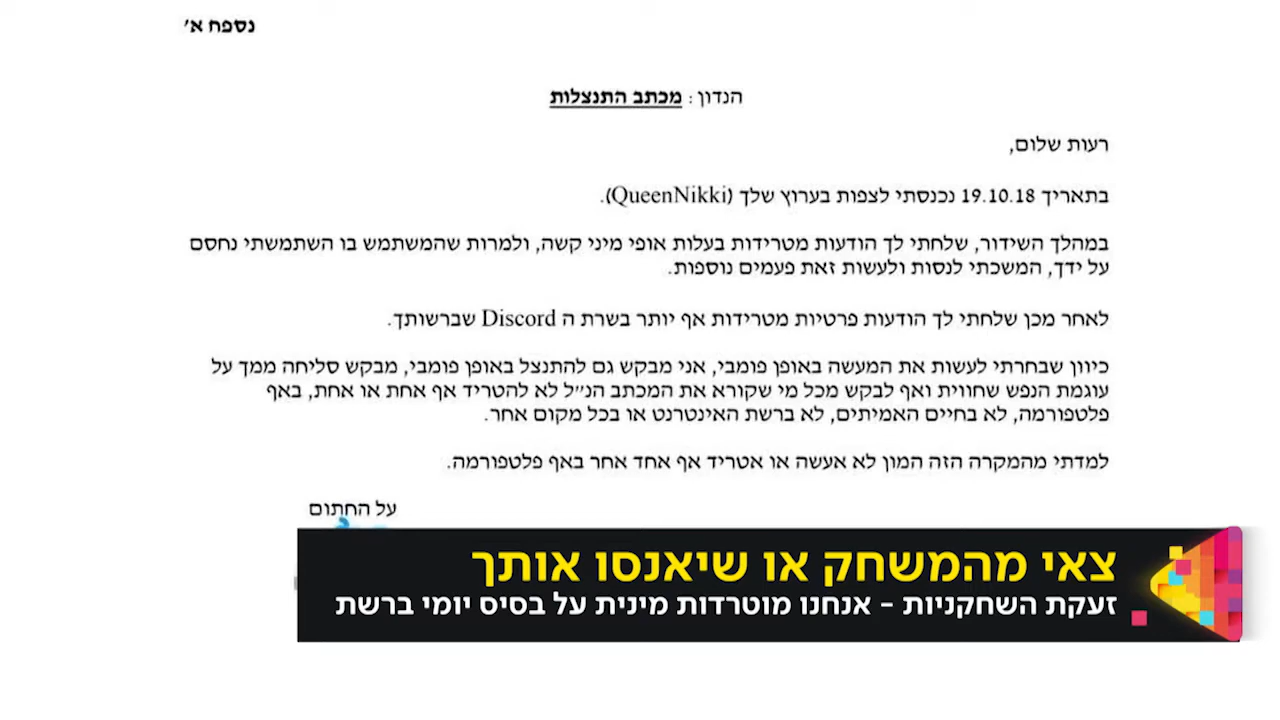 נספח א'
הנדון: מכתב התנצלות
רעות שלום,
בתאריך 19.10.18 נכנסתי לצפות בערוץ שלך (QueenNikki).
במהלך השידור, שלחתי לך הודעות מטרידות בעלות אופי מיני קשה, ולמרות שהמשתמש בו השתמשתי נחסם
על ידך, המשכתי לנסות ולעשות זאת פעמים נוספות.
לאחר מכן שלחתי לך הודעות פרטיות מטרידות אף יותר בשרת ה Discord שברשותך.
כיוון שבחרתי לעשות את המעשה באופן פומבי, אני מבקש גם להתנצל באופן פומבי, מבקש סליחה ממך על
עוגמת הנפש שחווית ואף לבקש מכל מי שקורא את המכתב הנ"ל לא להטריד אף אחת או אחת, באף
פלטפורמה, לא בחיים האמיתים, לא ברשת האינטרנט או בכל מקום אחר.
למדתי מהמקרה הזה המון לא אעשה או אטריד אף אחד אחר באף פלטפורמה.
על החתום
צאי מהמשחק או שיאנסו אותך
זעקת השחקניות - אנחנו מוטרדות מינית על בסיס יומי ברשת